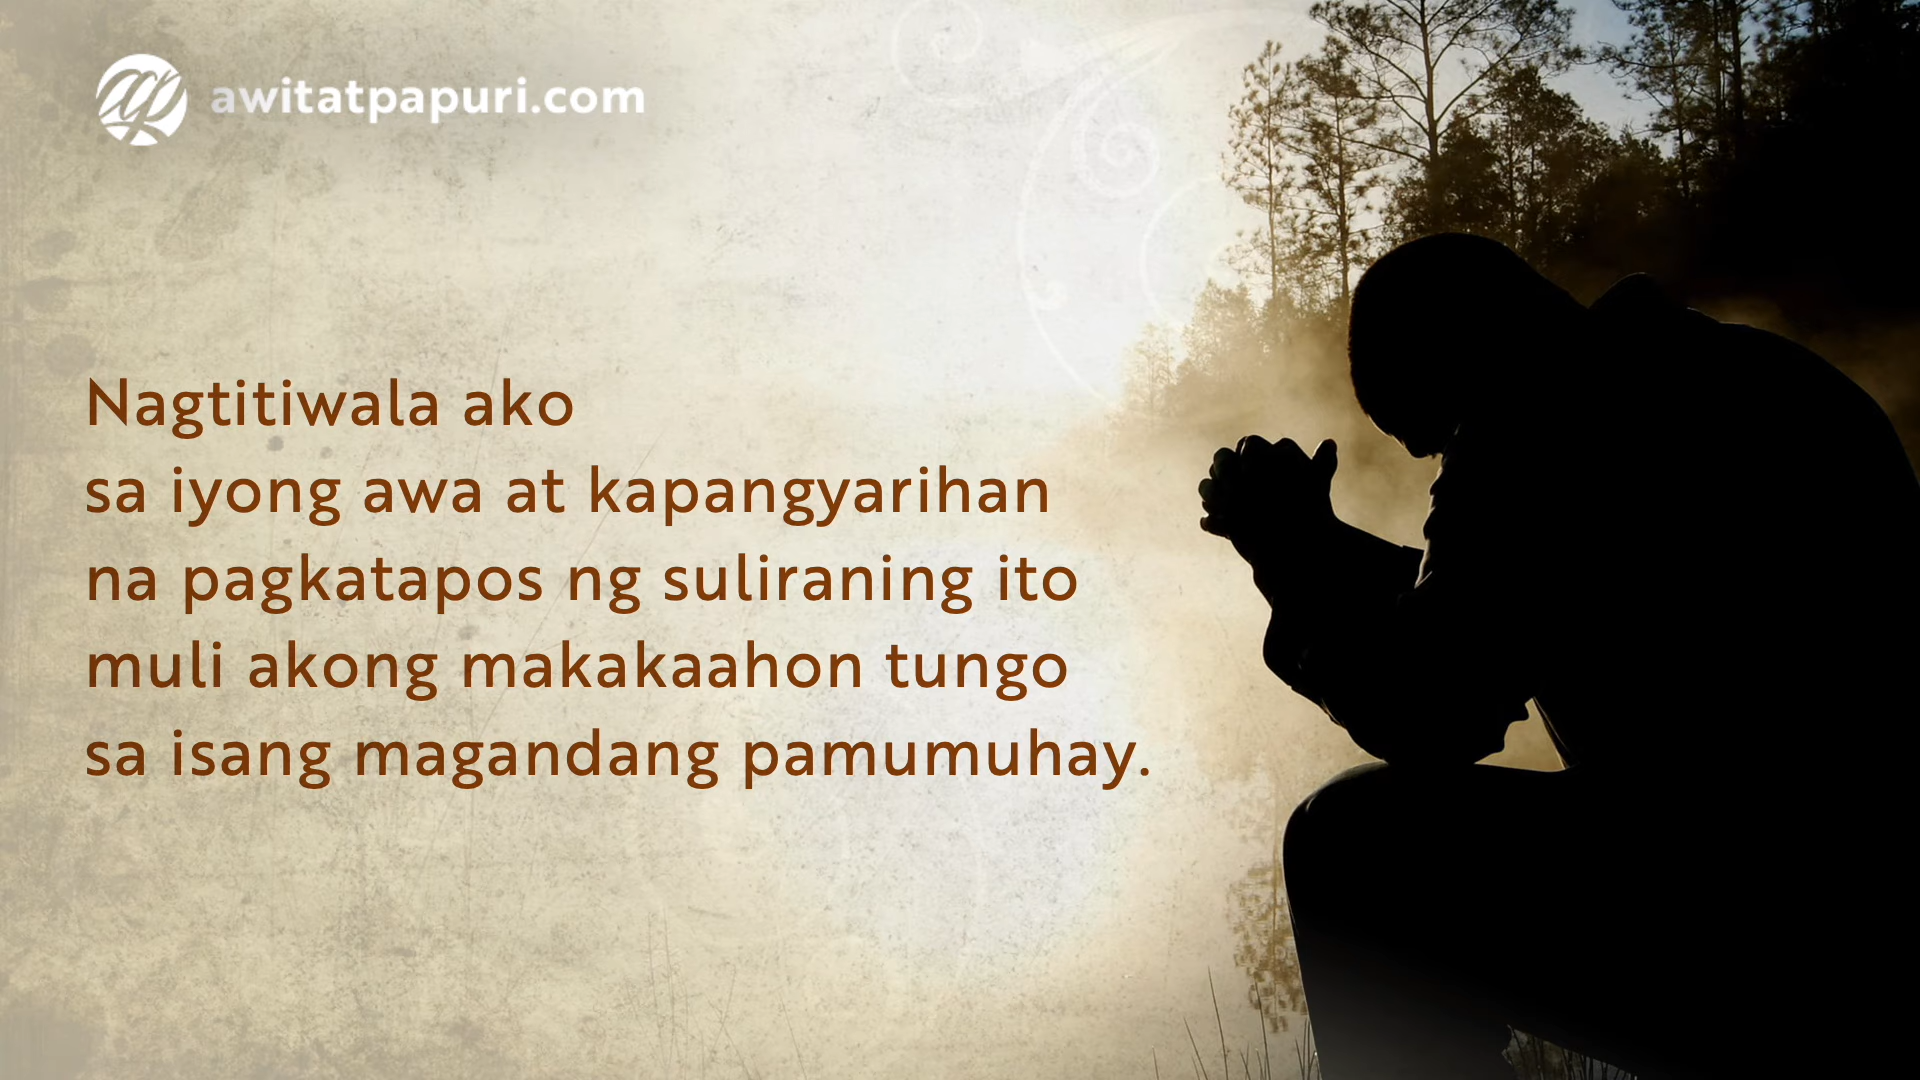 awitatpapuri.com
Nagtitiwala ako
sa iyong awa at kapangyarihan
na pagkatapos ng suliraning ito
muli akong makakaahon tungo
sa isang magandang pamumuhay.